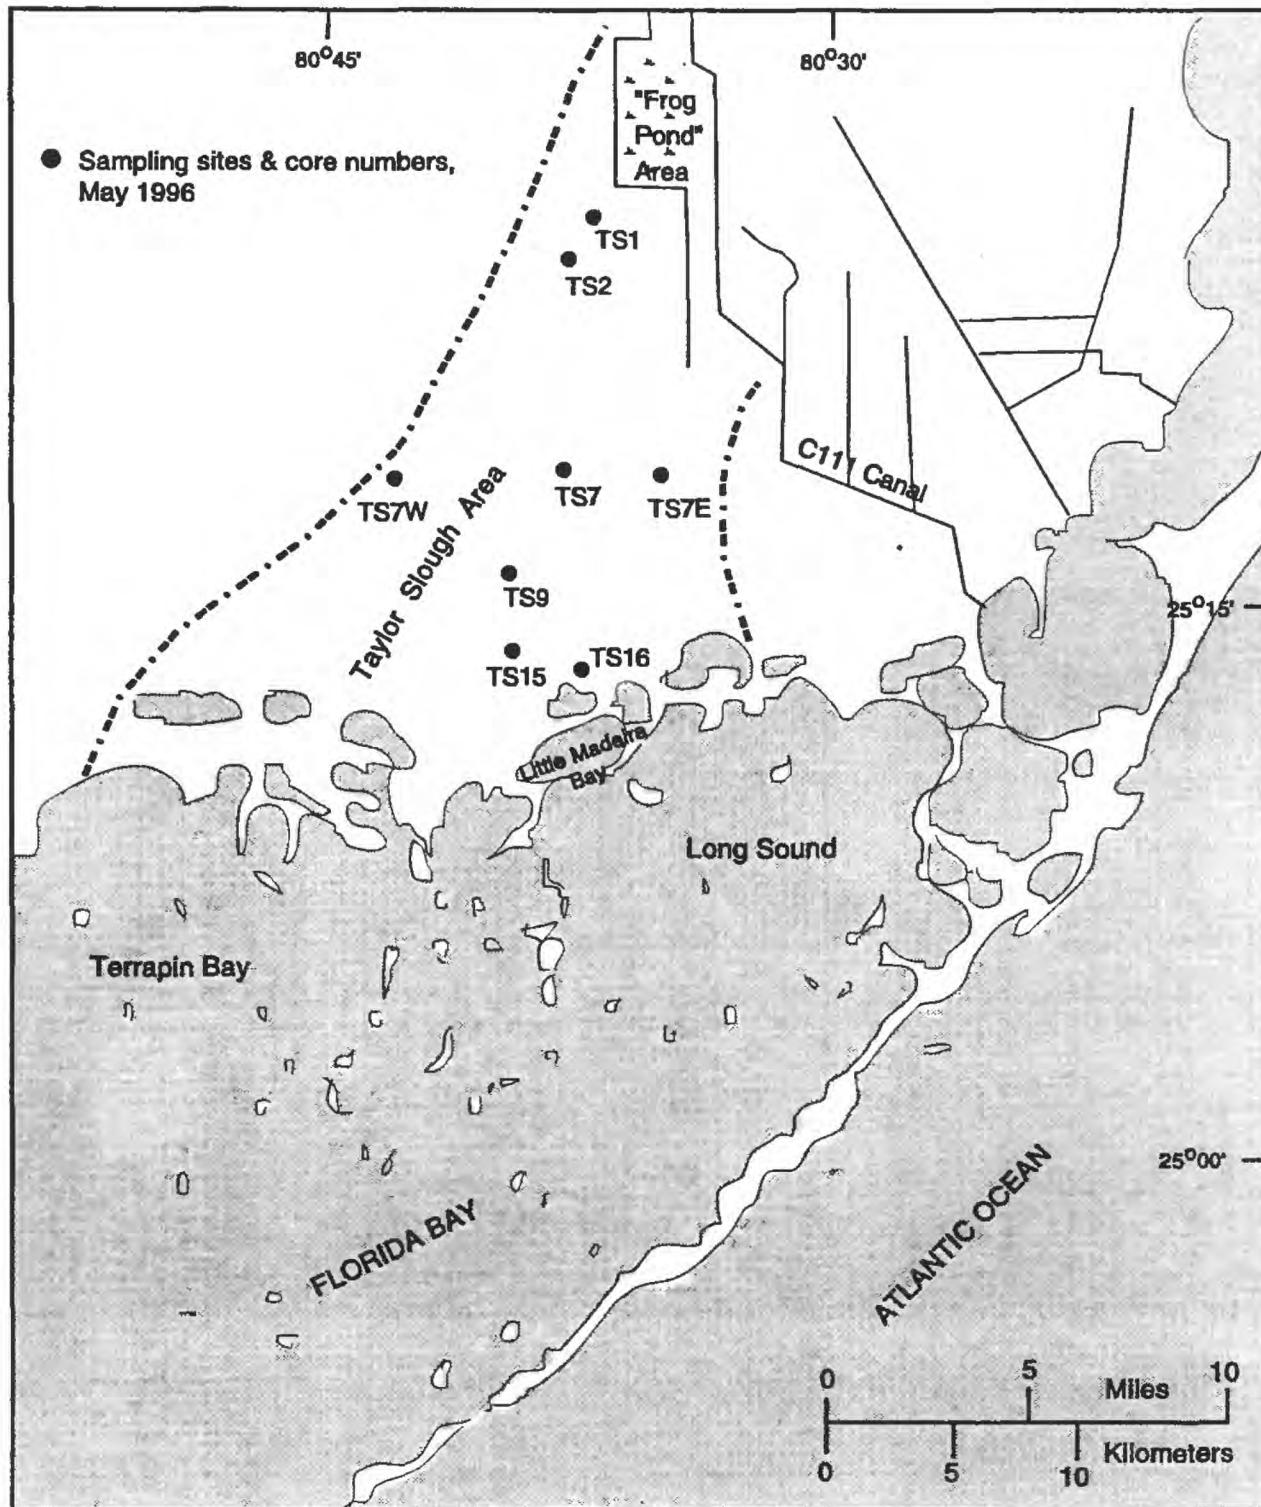 80°45'
80°30'
"Frog
Pond"
Area
Sampling sites & core numbers,
May 1996
TS1
TS2
C111 Canal
TS7W
TS7
TS7E
Taylor Slough Area
TS9
25°15'
TS15
TS16
Little Madeira
Bay
Long Sound
Terrapin Bay
25°00'
FLORIDA BAY
ATLANTIC OCEAN
0 5 10
Miles
Kilometers
0 5 10